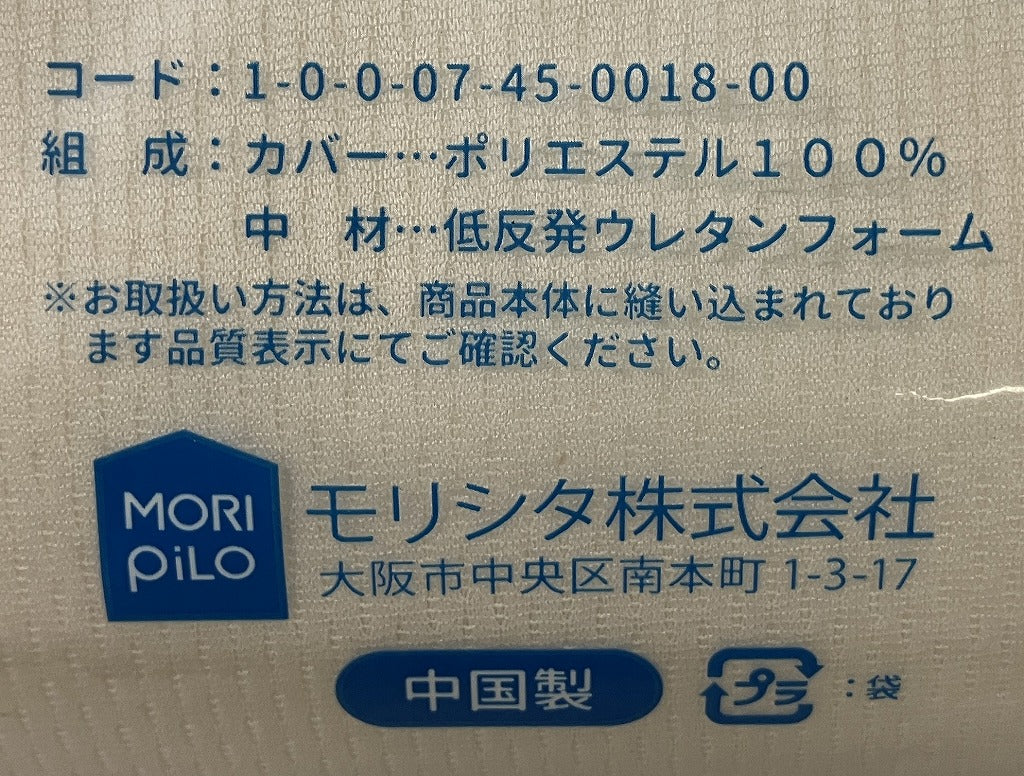 コード：1-0-0-07-45-0018-00
組　成：カバー…ポリエステル１００％
中　材…低反発ウレタンフォーム
※お取扱い方法は、商品本体に縫い込まれており
ます品質表示にてご確認ください。
MORI
PiLO
モリシタ株式会社
大阪市中央区南本町 1-3-17
中国製
プラ：袋